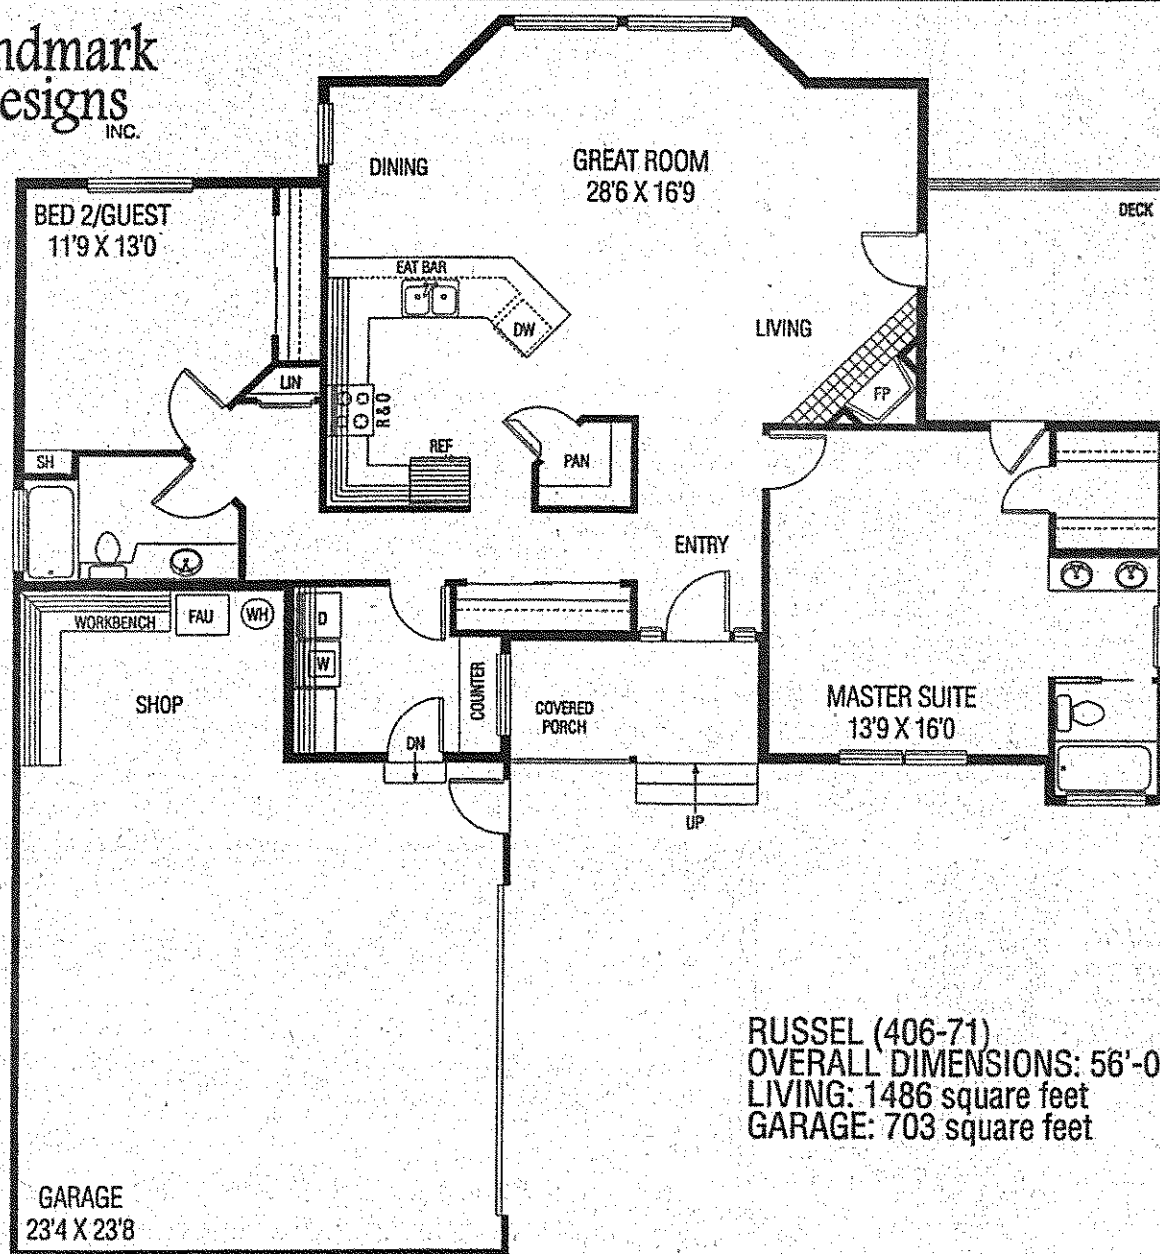 ndmark
esigns
INC.
DINING
GREAT ROOM
28'6 X 16'9
DECK
BED 2/GUEST
11'9 X 13'0
EAT BAR
DW
LIVING
LIN
R & O
FP
REF
PAN
SH
ENTRY
WORKBENCH
FAU
WH
D
W
COUNTER
SHOP
COVERED
PORCH
MASTER SUITE
13'9 X 16'0
DN
UP
RUSSEL (406-71)
OVERALL DIMENSIONS: 56'-0
LIVING: 1486 square feet
GARAGE: 703 square feet
GARAGE
23'4 X 23'8